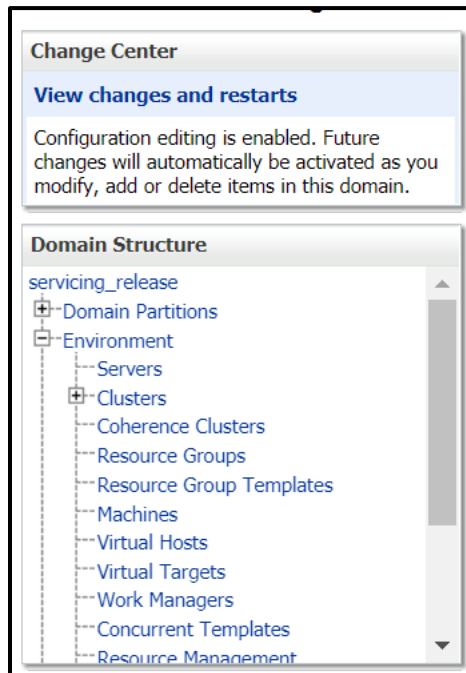 Change Center
View changes and restarts
Configuration editing is enabled. Future
changes will automatically be activated as you
modify, add or delete items in this domain.
Domain Structure
servicing_release
Domain Partitions
Environment
Servers
Clusters
Coherence Clusters
Resource Groups
Resource Group Templates
Machines
Virtual Hosts
Virtual Targets
Work Managers
Concurrent Templates
Resource Management